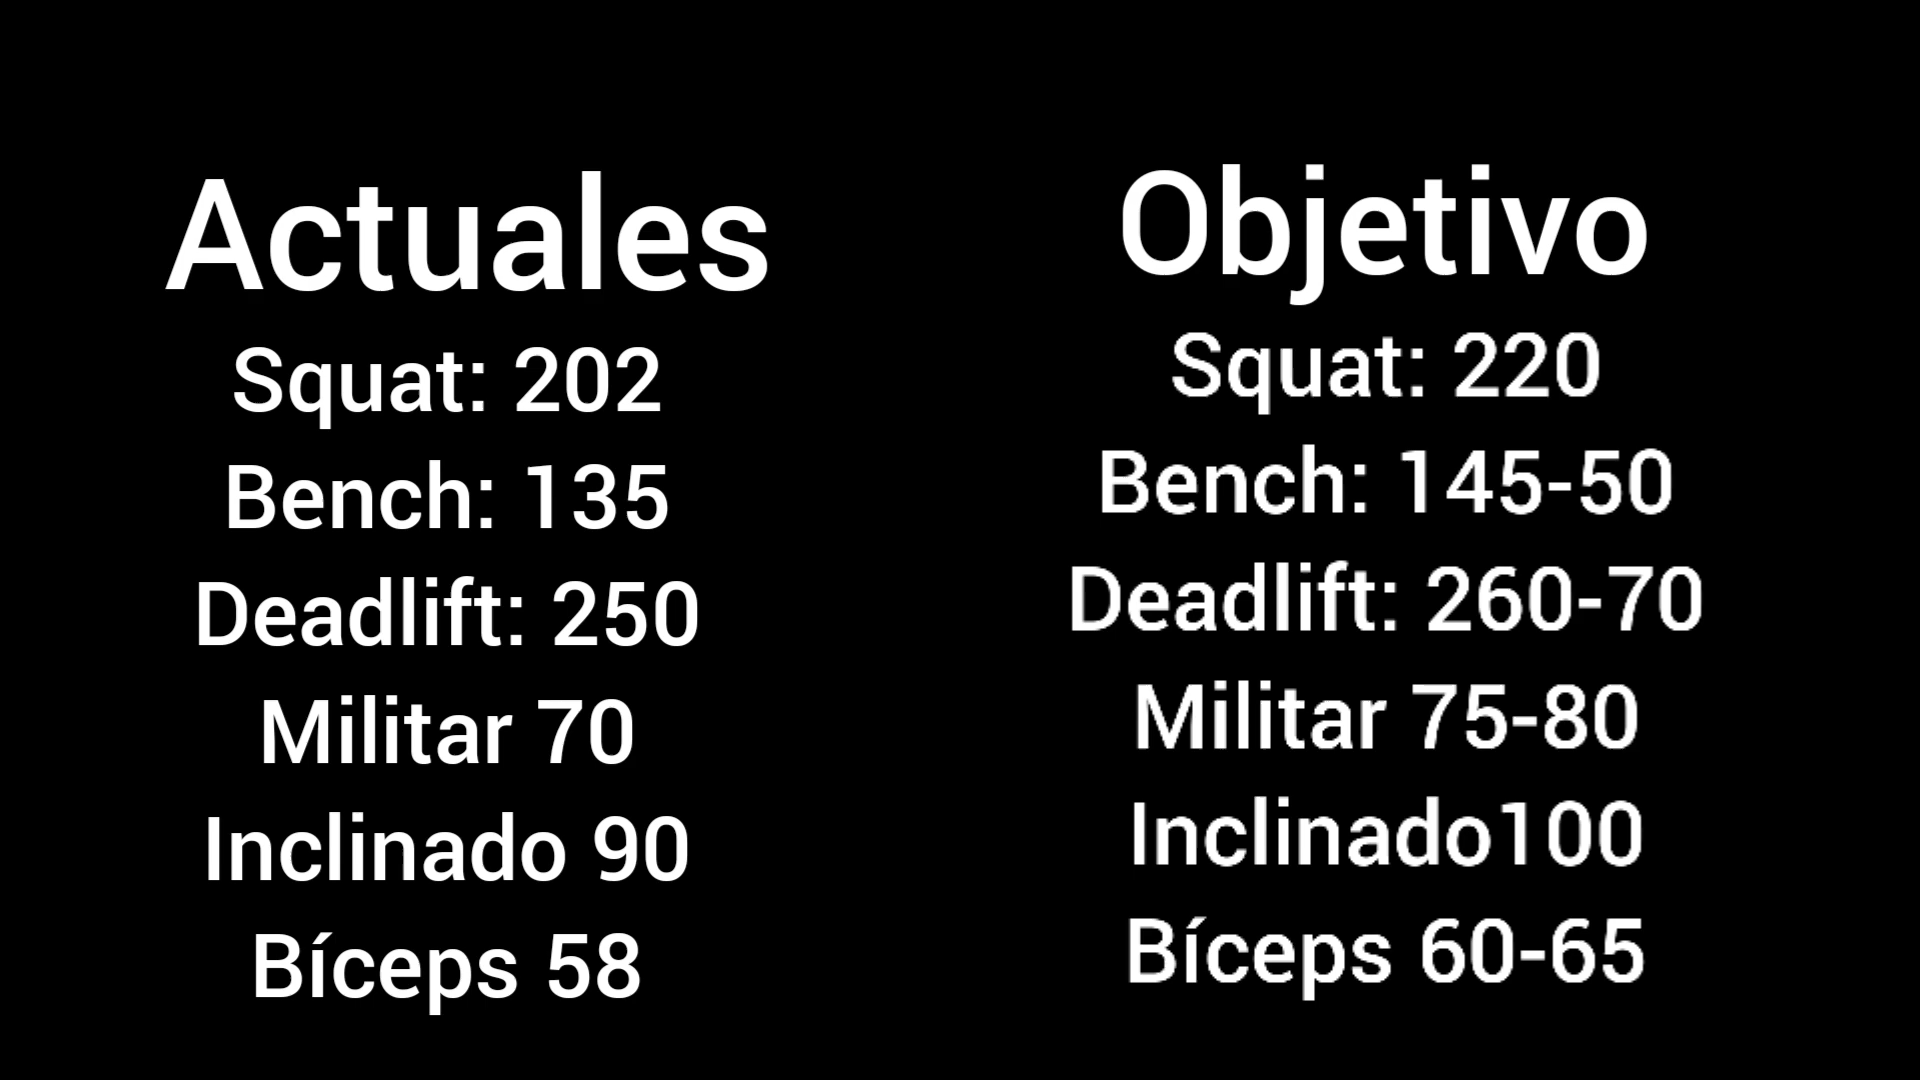 Actuales
Squat: 202
Bench: 135
Deadlift: 250
Militar 70
Inclinado 90
Bíceps 58
Objetivo
Squat: 220
Bench: 145-50
Deadlift: 260-70
Militar 75-80
Inclinado100
Bíceps 60-65